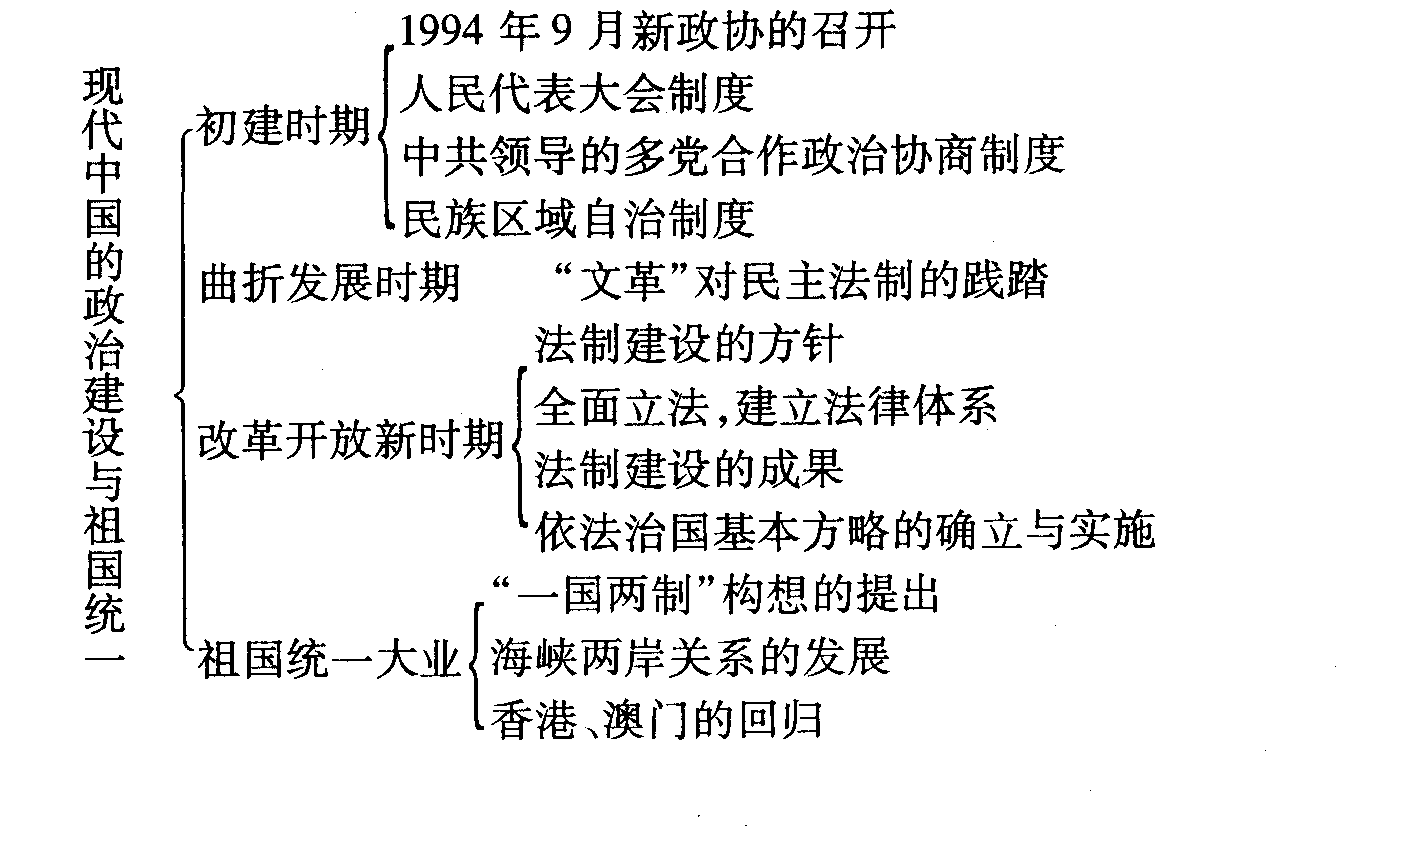 现代中国的政治建设与祖国统一
初建时期
1994 年 9 月新政协的召开
人民代表大会制度
中共领导的多党合作政治协商制度
民族区域自治制度
曲折发展时期 “文革”对民主法制的践踏
改革开放新时期
法制建设的方针
全面立法,建立法律体系
法制建设的成果
依法治国基本方略的确立与实施
祖国统一大业
“一国两制”构想的提出
海峡两岸关系的发展
香港、澳门的回归